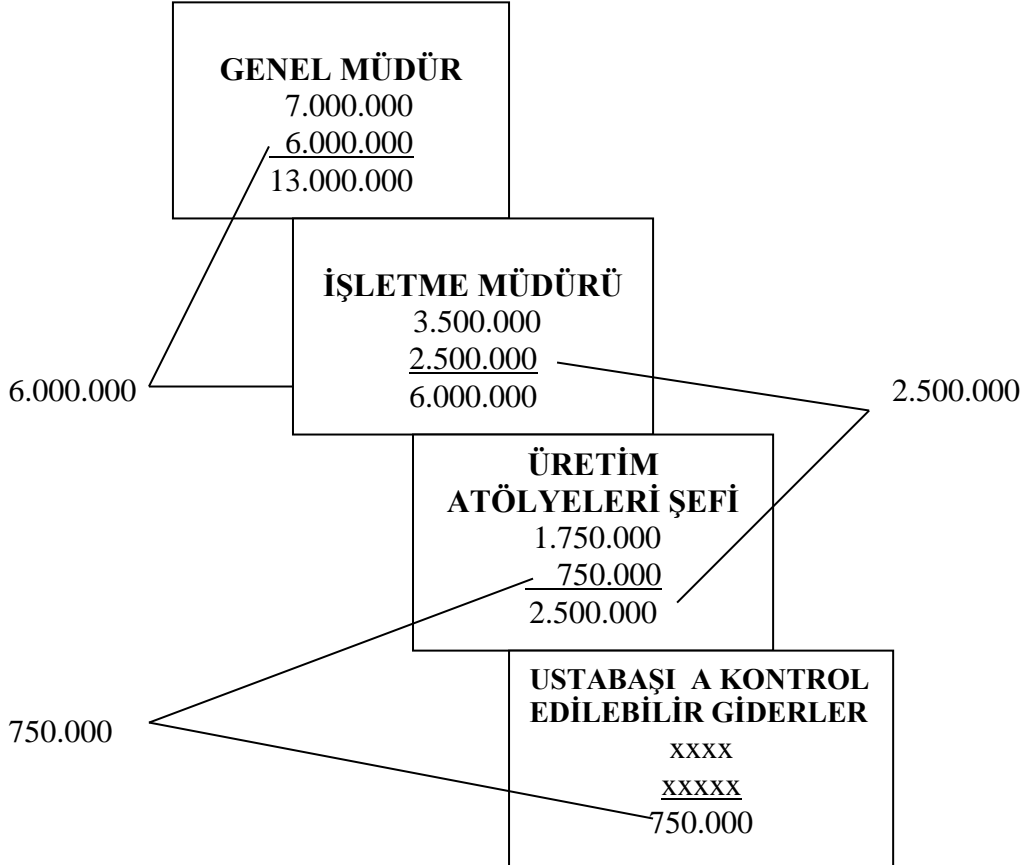 GENEL MÜDÜR
7.000.000
6.000.000
13.000.000
İŞLETME MÜDÜRÜ
3.500.000
2.500.000
6.000.000
6.000.000
2.500.000
ÜRETİM
ATÖLYELERİ ŞEFİ
1.750.000
750.000
2.500.000
USTABAŞI A KONTROL
EDİLEBİLİR GİDERLER
xxxx
xxxxx
750.000
750.000